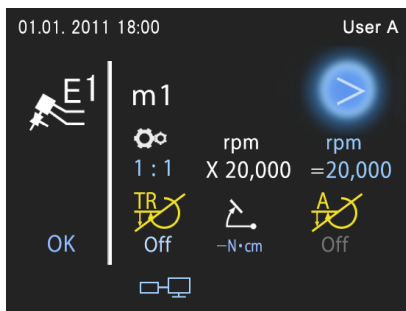 01.01. 2011 18:00 User A
E1
m1
>
rpm rpm
1 : 1 X 20,000 =20,000
TR A
OK Off –N·cm Off